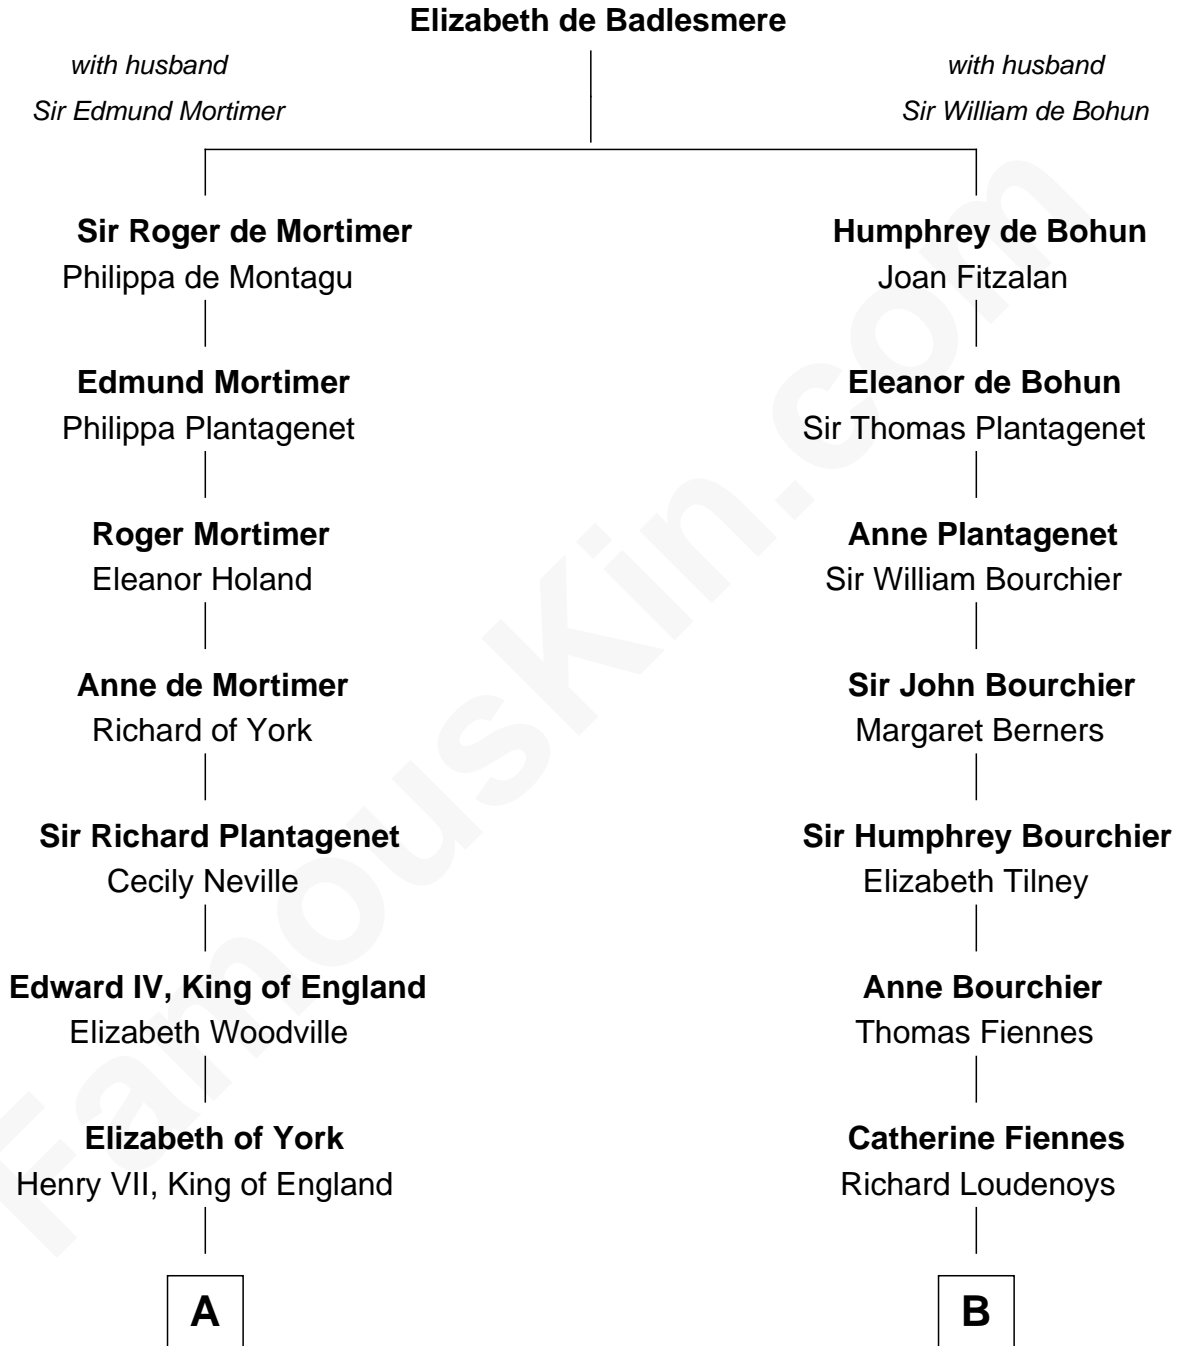 Elizabeth de Badlesmere
with husband
Sir Edmund Mortimer
with husband
Sir William de Bohun
Sir Roger de Mortimer
Philippa de Montagu
Humphrey de Bohun
Joan Fitzalan
Edmund Mortimer
Philippa Plantagenet
Eleanor de Bohun
Sir Thomas Plantagenet
Roger Mortimer
Eleanor Holand
Anne Plantagenet
Sir William Bourchier
Anne de Mortimer
Richard of York
Sir John Bourchier
Margaret Berners
Sir Richard Plantagenet
Cecily Neville
Sir Humphrey Bourchier
Elizabeth Tilney
Edward IV, King of England
Elizabeth Woodville
Anne Bourchier
Thomas Fiennes
Elizabeth of York
Henry VII, King of England
Catherine Fiennes
Richard Loudenoys
A
B
FamousKin.com